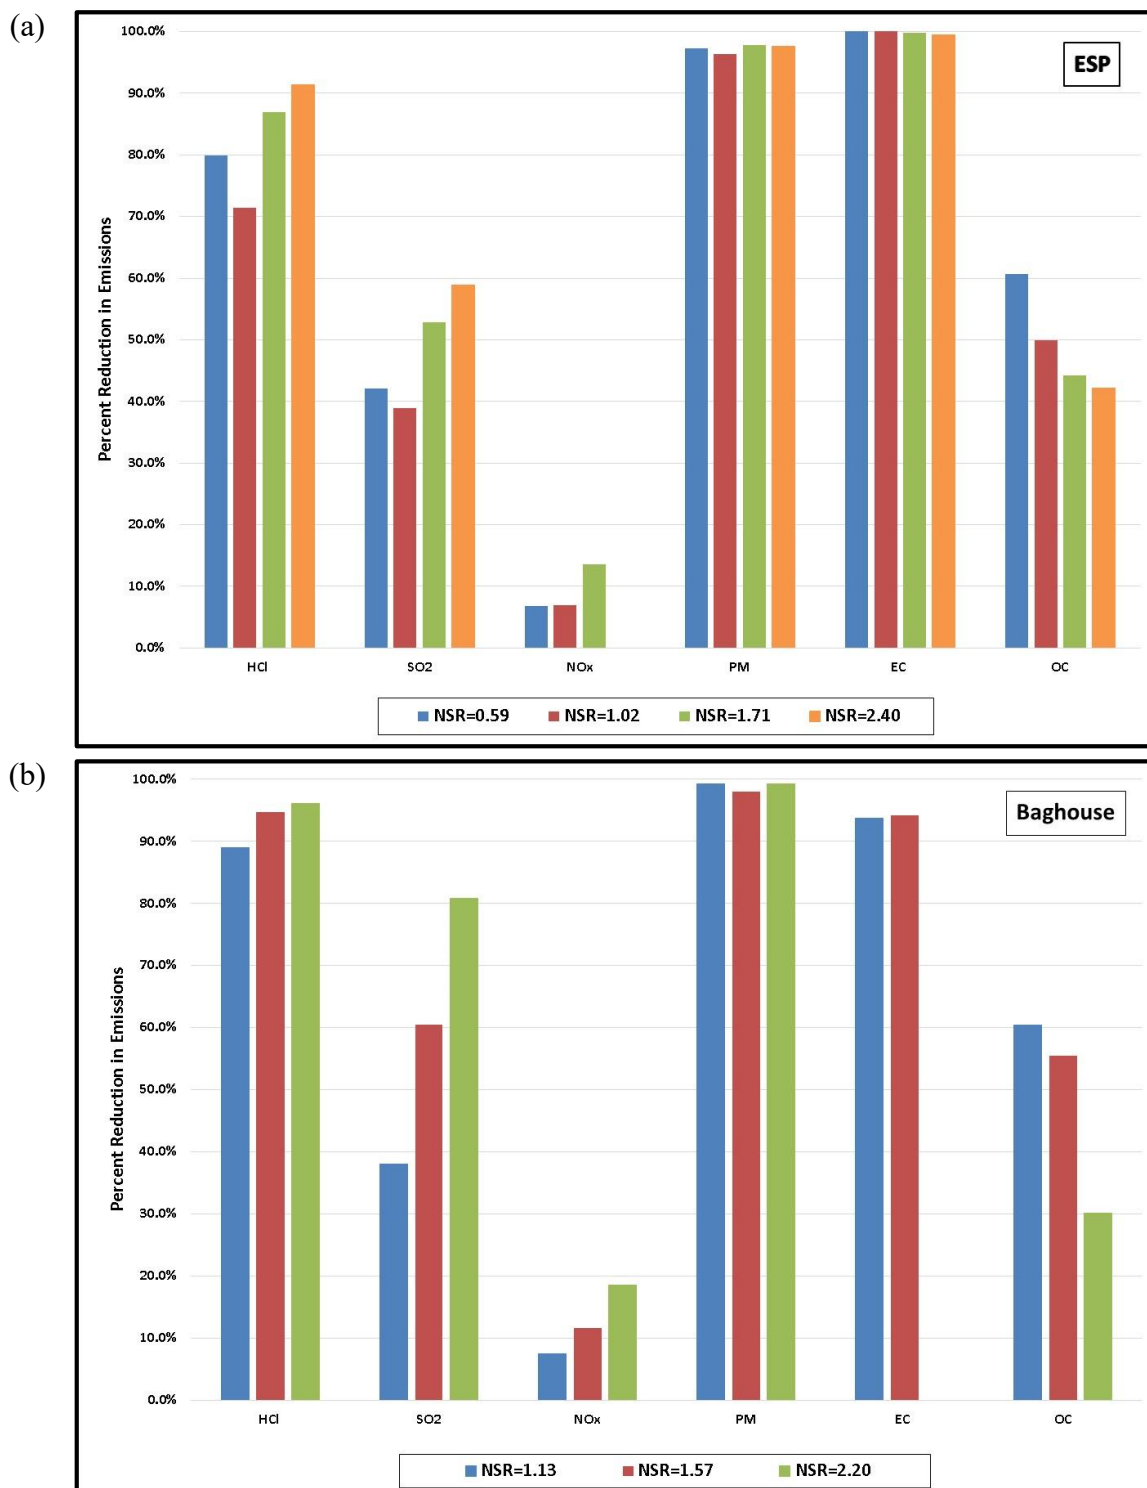 (a)
ESP
Percent Reduction in Emissions
100.0%
90.0%
80.0%
70.0%
60.0%
50.0%
40.0%
30.0%
20.0%
10.0%
0.0%
HCl SO2 NOx PM EC OC
NSR=0.59 NSR=1.02 NSR=1.71 NSR=2.40
(b)
Baghouse
Percent Reduction in Emissions
100.0%
90.0%
80.0%
70.0%
60.0%
50.0%
40.0%
30.0%
20.0%
10.0%
0.0%
HCl SO2 NOx PM EC OC
NSR=1.13 NSR=1.57 NSR=2.20